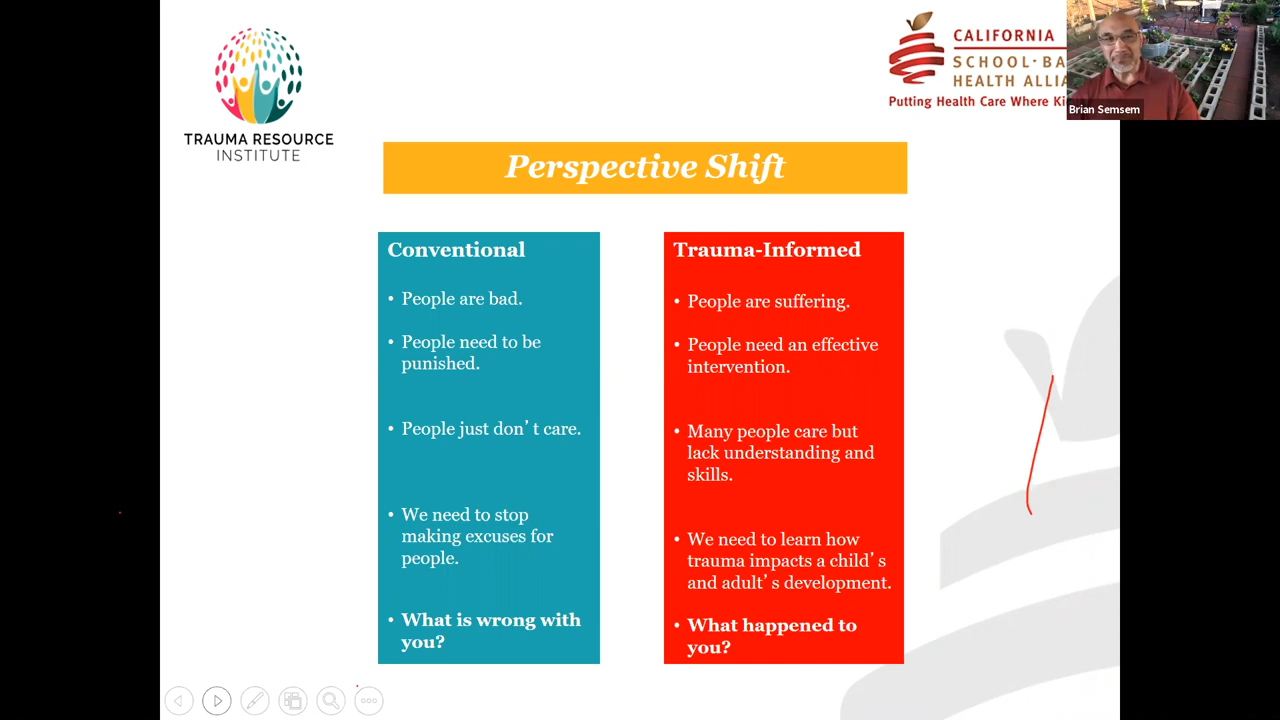 TRAUMA RESOURCE
INSTITUTE
CALIFORNIA
SCHOOL·BA
HEALTH ALLIA
Putting Health Care Where Ki
Brian Semsem
Perspective Shift
Conventional
• People are bad.
• People need to be
punished.
• People just don’t care.
• We need to stop
making excuses for
people.
• What is wrong with
you?
Trauma-Informed
• People are suffering.
• People need an effective
intervention.
• Many people care but
lack understanding and
skills.
• We need to learn how
trauma impacts a child’s
and adult’s development.
• What happened to
you?